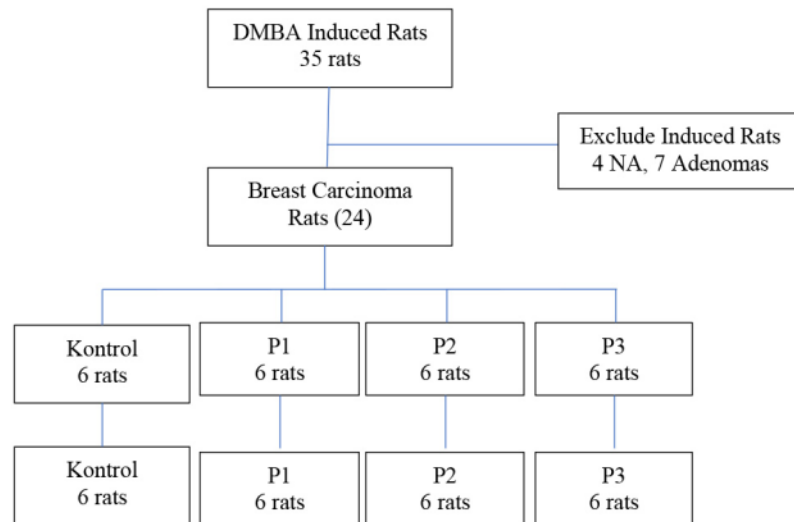 DMBA Induced Rats
35 rats
Exclude Induced Rats
4 NA, 7 Adenomas
Breast Carcinoma
Rats (24)
Kontrol
6 rats
P1
6 rats
P2
6 rats
P3
6 rats
Kontrol
6 rats
P1
6 rats
P2
6 rats
P3
6 rats